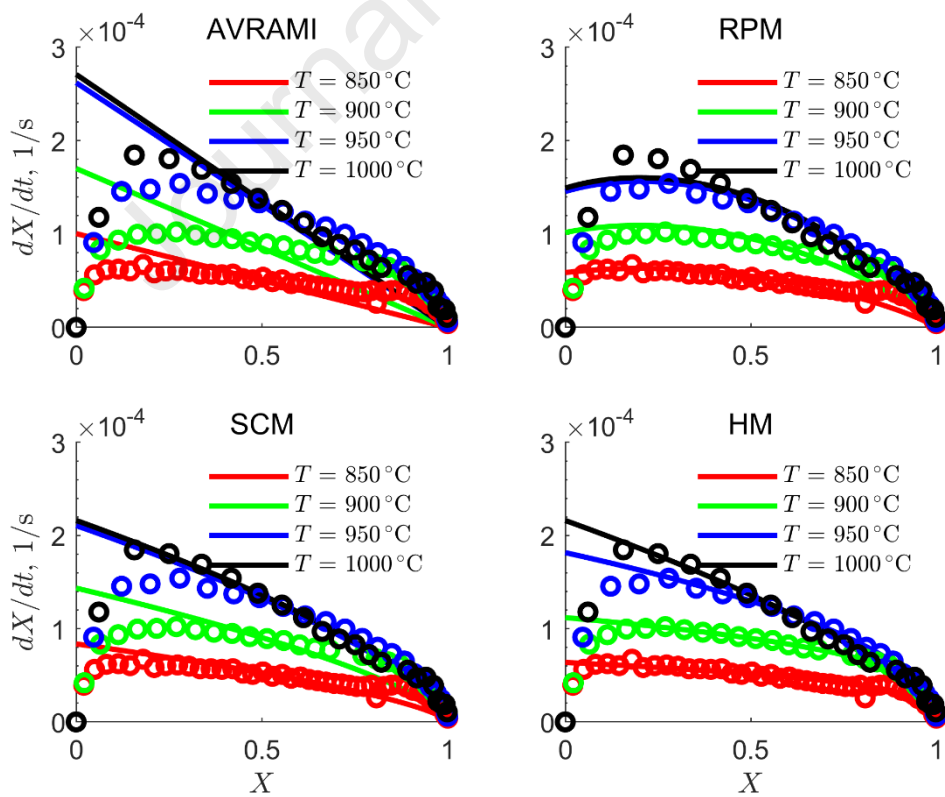 Journal
AVRAMI
×10⁻⁴
3
2
1
0
dX/dt, 1/s
T = 850 °C
T = 900 °C
T = 950 °C
T = 1000 °C
0
0.5
1
RPM
×10⁻⁴
3
2
1
0
T = 850 °C
T = 900 °C
T = 950 °C
T = 1000 °C
0
0.5
1
SCM
×10⁻⁴
3
2
1
0
dX/dt, 1/s
T = 850 °C
T = 900 °C
T = 950 °C
T = 1000 °C
0
0.5
1
X
HM
×10⁻⁴
3
2
1
0
T = 850 °C
T = 900 °C
T = 950 °C
T = 1000 °C
0
0.5
1
X